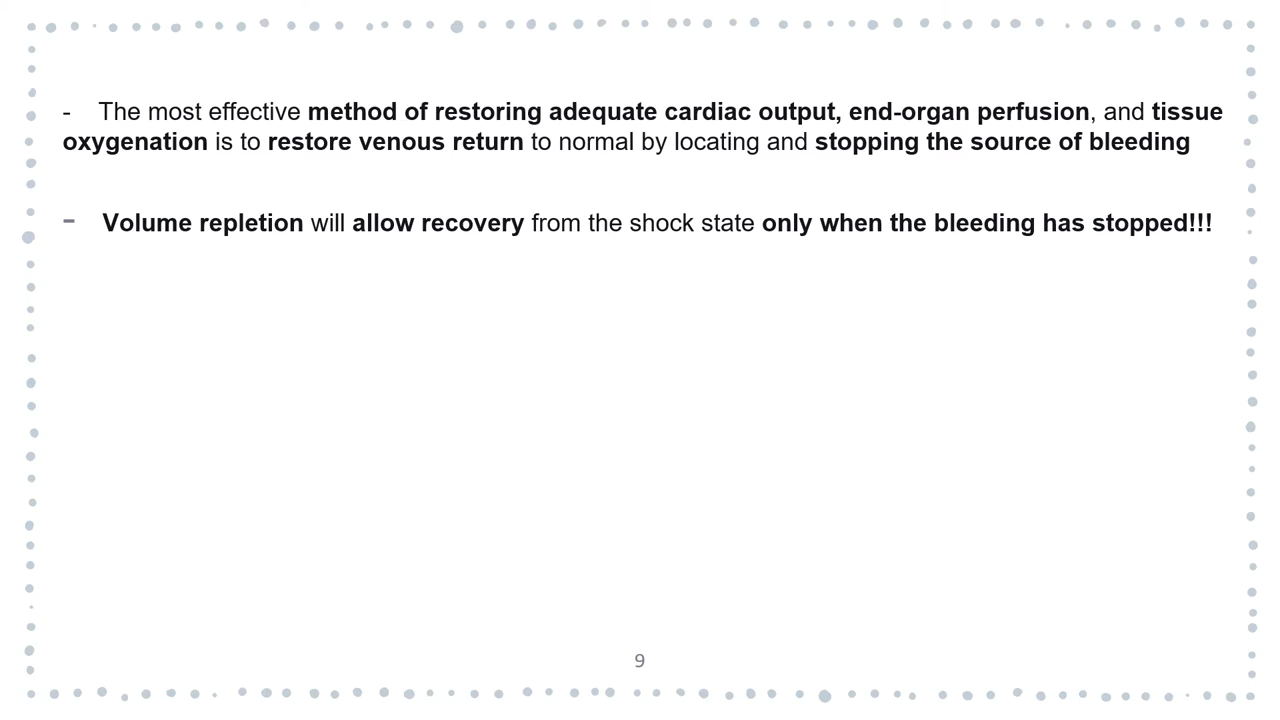 - The most effective method of restoring adequate cardiac output, end-organ perfusion, and tissue
oxygenation is to restore venous return to normal by locating and stopping the source of bleeding
- Volume repletion will allow recovery from the shock state only when the bleeding has stopped!!!
9